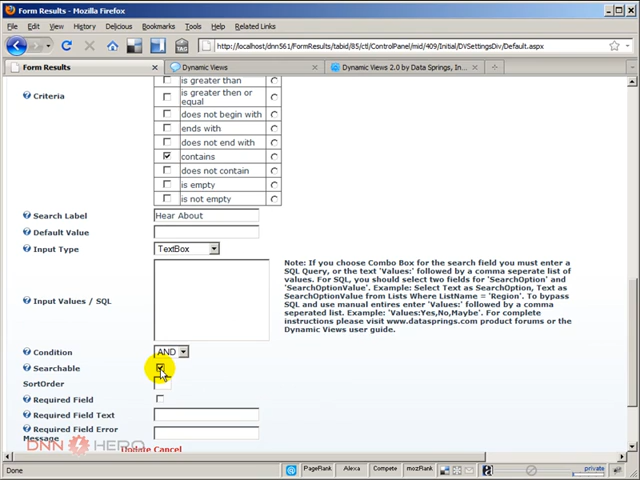 Form Results - Mozilla Firefox
File Edit View History Delicious Bookmarks Tools Help Related Links
http://localhost/dnn561/FormResults/tabid/85/ctl/ControlPanel/mid/409/Initial/DVSettingsDiv/Default.aspx
Form Results Dynamic Views Dynamic Views 2.0 by Data Springs, In...
is greater than
Criteria
is greater then or
equal
does not begin with
ends with
does not end with
contains
does not contain
is empty
is not empty
Search Label Hear About
Default Value
Input Type TextBox
Input Values / SQL
Note: If you choose Combo Box for the search field you must enter a
SQL Query, or the text 'Values:' followed by a comma seperate list of
values. For SQL, you should select two fields for 'SearchOption' and
'SearchOptionValue'. Example: Select Text as SearchOption, Text as
SearchOptionValue from Lists Where ListName = 'Region'. To bypass
SQL and use manual entires enter 'Values:' followed by a comma
seperated list. Example: 'Values:Yes,No,Maybe'. For complete
instructions please visit www.datasprings.com product forums or the
Dynamic Views user guide.
Condition AND
Searchable
SortOrder
Required Field
Required Field Text
Required Field Error
Message
DNN HERO
Update Cancel
Done PageRank Alexa Compete mozRank